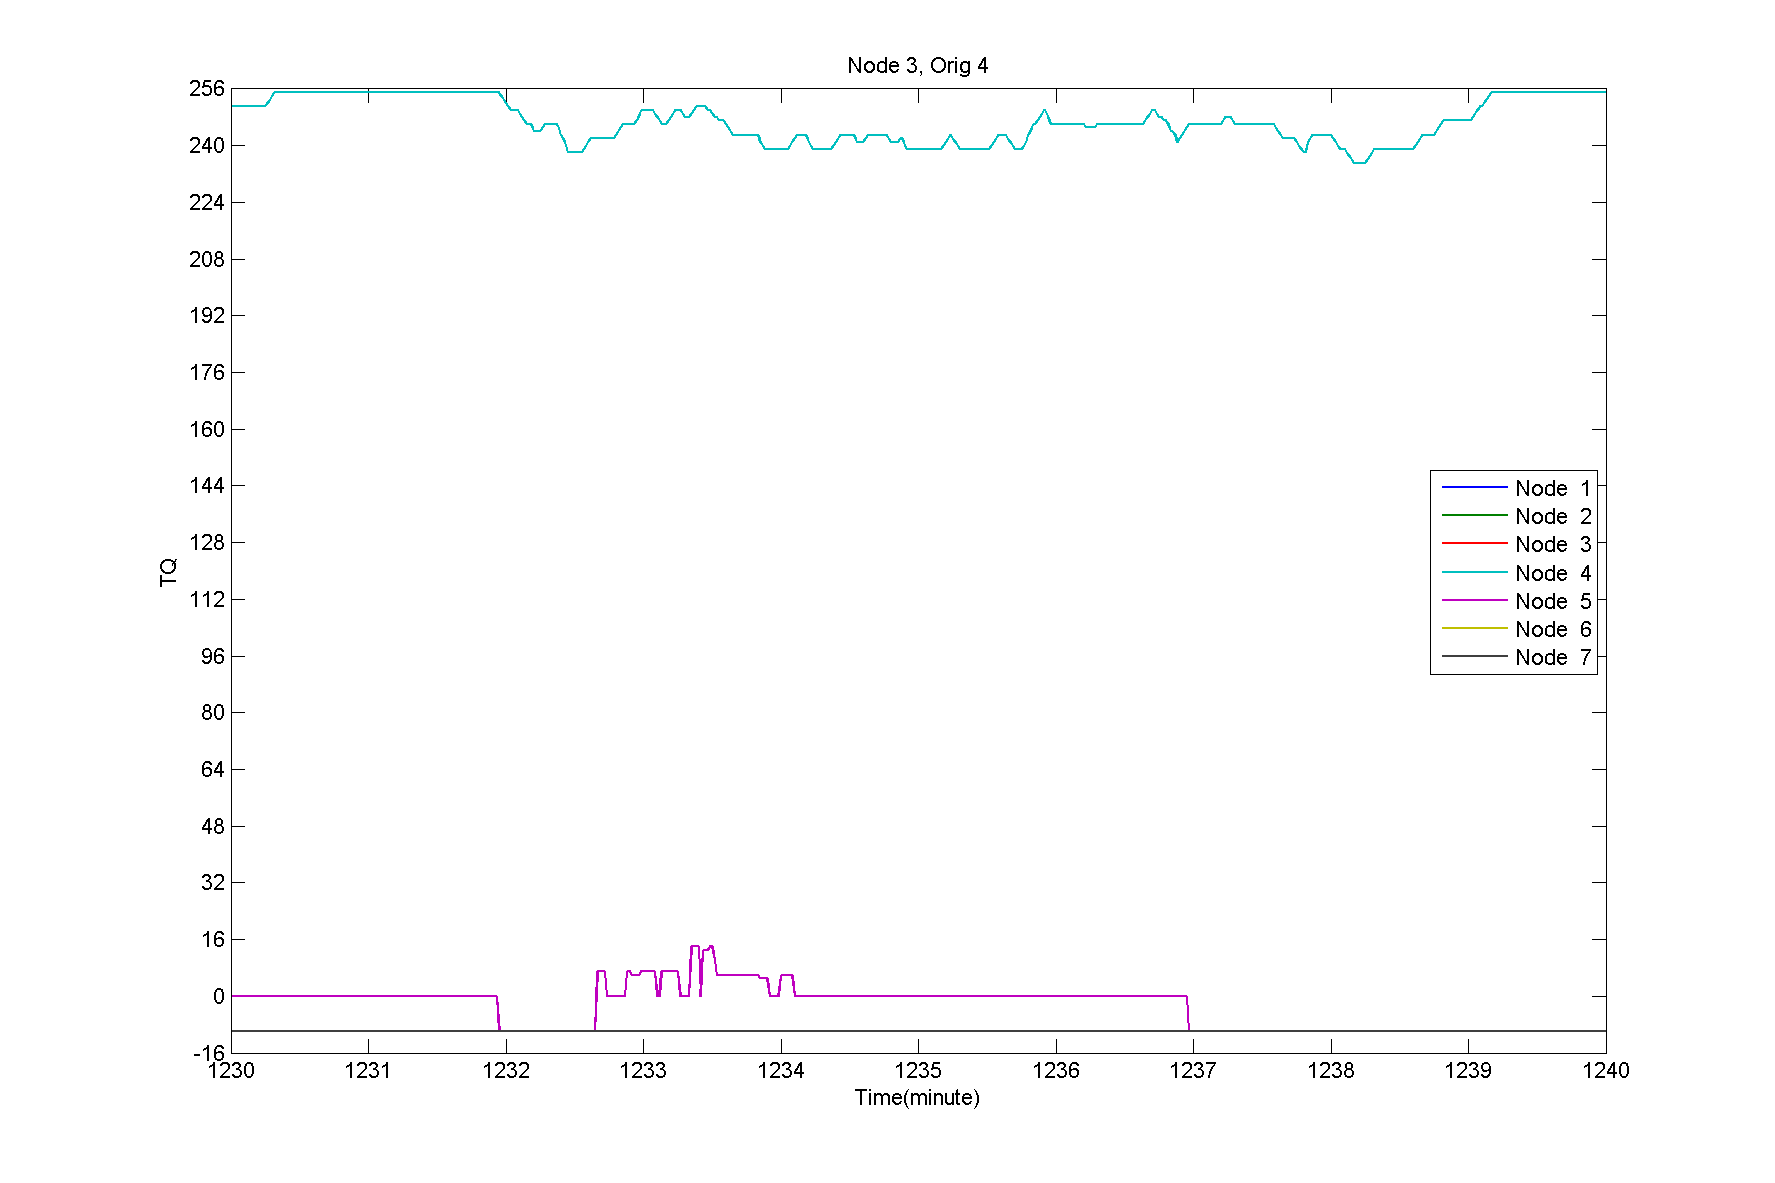 Node 3, Orig 4
256
240
224
208
192
176
160
144
128
112
96
80
64
48
32
16
0
-16
TQ
Node 1
Node 2
Node 3
Node 4
Node 5
Node 6
Node 7
1230 1231 1232 1233 1234 1235 1236 1237 1238 1239 1240
Time(minute)